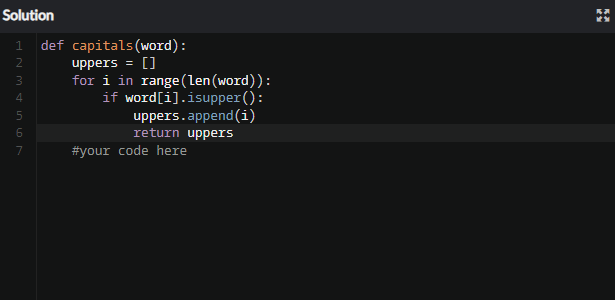 Solution
1 def capitals(word):
2     uppers = []
3     for i in range(len(word)):
4         if word[i].isupper():
5             uppers.append(i)
6             return uppers
7     #your code here